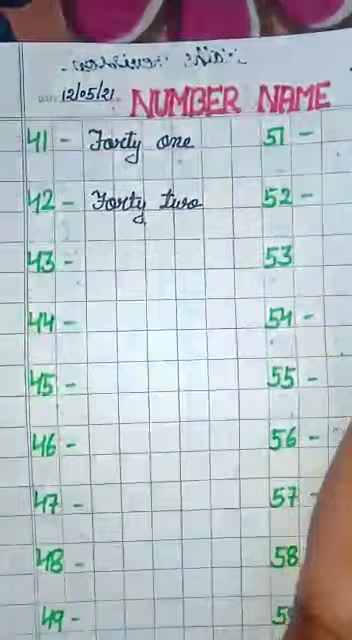 DATE: 12/05/21. NUMBER NAME
41 - Forty one 51 -
42 - Forty two 52 -
43 - 53
44 - 54 -
45 - 55 -
46 - 56 -
47 - 57 -
48 - 58
49 -